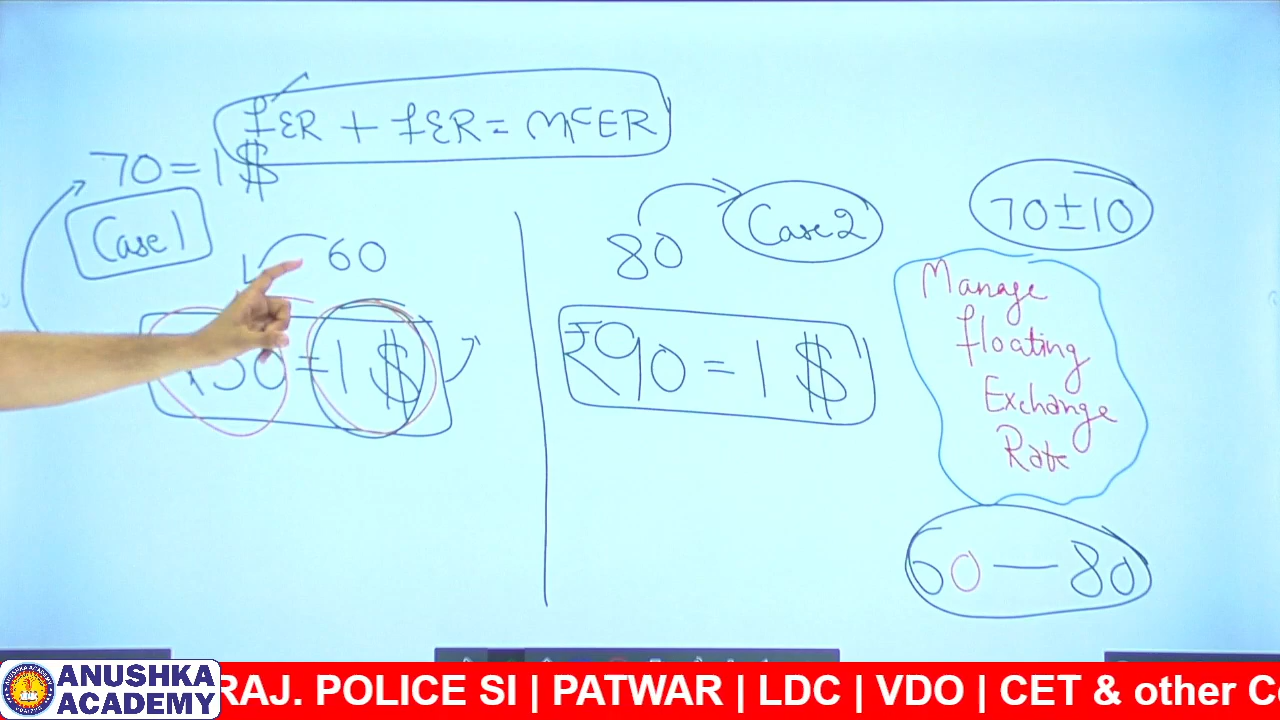 fER + fER = MFER
70 = 1 $
Case 1
60
₹50 = 1 $
80
Case 2
₹90 = 1 $
70 ± 10
Manage
floating
Exchange
Rate
60 — 80
ANUSHKA
ACADEMY
RAJ. POLICE SI | PATWAR | LDC | VDO | CET & other C